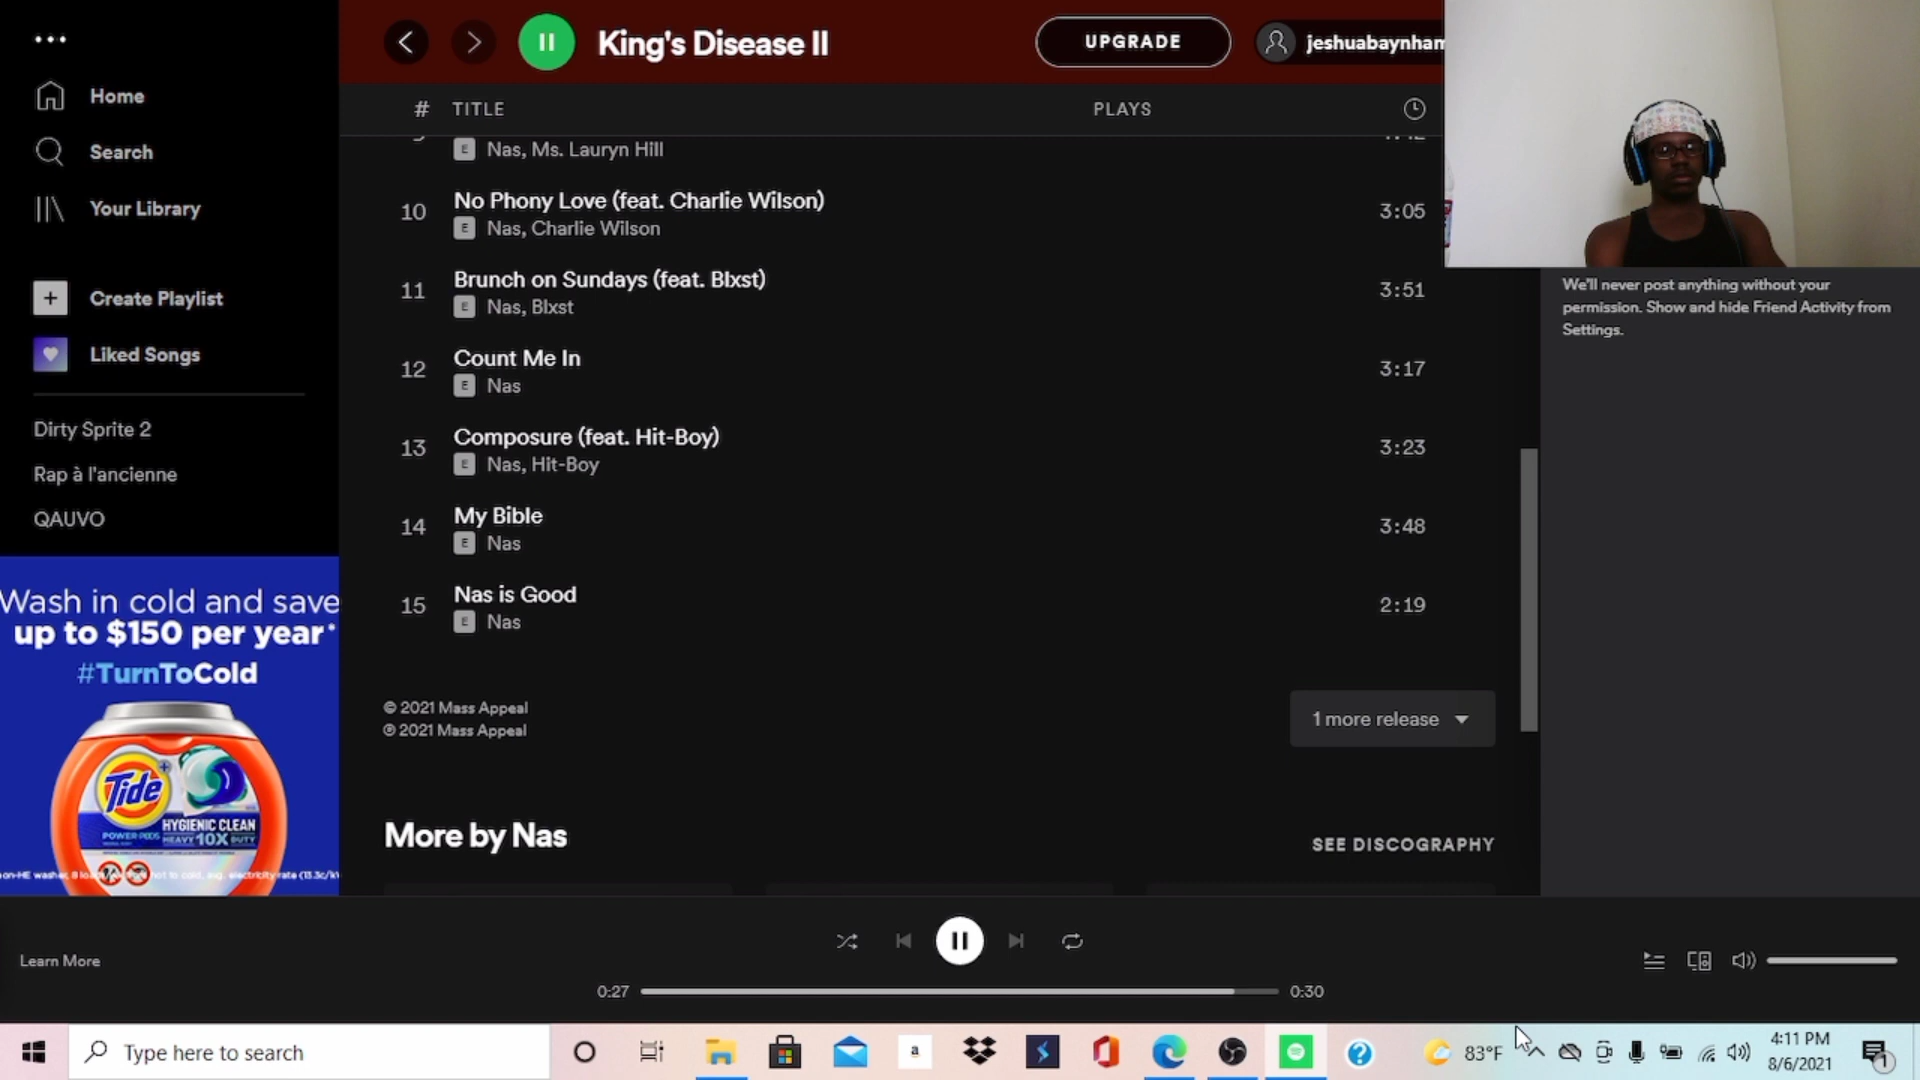 King's Disease II
UPGRADE
jeshuabaynham
Home
Search
Your Library
Create Playlist
Liked Songs
Dirty Sprite 2
Rap à l'ancienne
QAUVO
Wash in cold and save
up to $150 per year*
#TurnToCold
Tide
HYGIENIC CLEAN
POWER PODS HEAVY 10X DUTY
# TITLE PLAYS
E Nas, Ms. Lauryn Hill
10 No Phony Love (feat. Charlie Wilson) 3:05
E Nas, Charlie Wilson
11 Brunch on Sundays (feat. Blxst) 3:51
E Nas, Blxst
12 Count Me In 3:17
E Nas
13 Composure (feat. Hit-Boy) 3:23
E Nas, Hit-Boy
14 My Bible 3:48
E Nas
15 Nas is Good 2:19
E Nas
© 2021 Mass Appeal
℗ 2021 Mass Appeal
1 more release
More by Nas
SEE DISCOGRAPHY
We'll never post anything without your
permission. Show and hide Friend Activity from
Settings.
Learn More
0:27 0:30
Type here to search
a
83°F
4:11 PM
8/6/2021
1